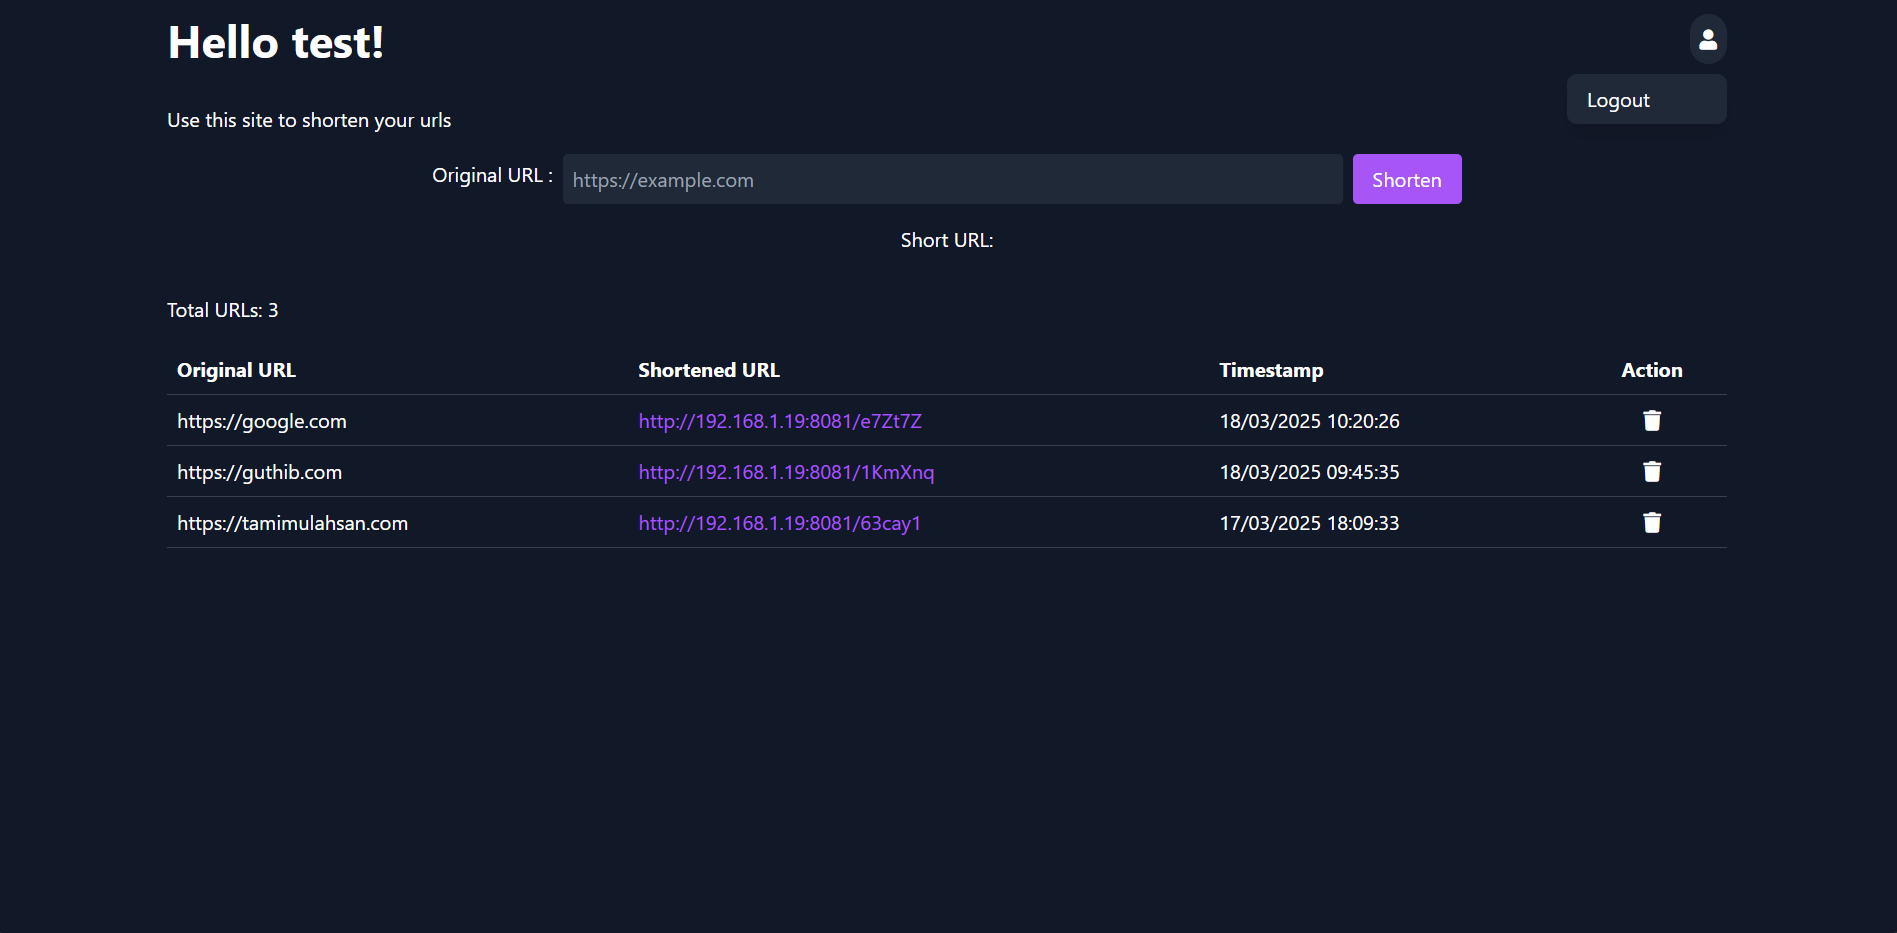 Hello test!
Logout
Use this site to shorten your urls
Original URL : https://example.com Shorten
Short URL:
Total URLs: 3
Original URL Shortened URL Timestamp Action
https://google.com http://192.168.1.19:8081/e7Zt7Z 18/03/2025 10:20:26
https://guthib.com http://192.168.1.19:8081/1KmXnq 18/03/2025 09:45:35
https://tamimulahsan.com http://192.168.1.19:8081/63cay1 17/03/2025 18:09:33